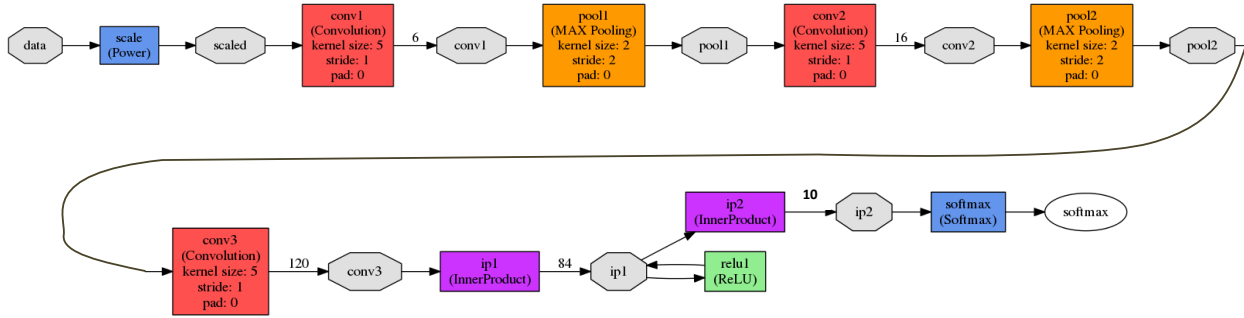 data
scale
(Power)
scaled
conv1
(Convolution)
kernel size: 5
stride: 1
pad: 0
6
conv1
pool1
(MAX Pooling)
kernel size: 2
stride: 2
pad: 0
pool1
conv2
(Convolution)
kernel size: 5
stride: 1
pad: 0
16
conv2
pool2
(MAX Pooling)
kernel size: 2
stride: 2
pad: 0
pool2
conv3
(Convolution)
kernel size: 5
stride: 1
pad: 0
120
conv3
ip1
(InnerProduct)
84
ip1
relu1
(ReLU)
ip2
(InnerProduct)
10
ip2
softmax
(Softmax)
softmax